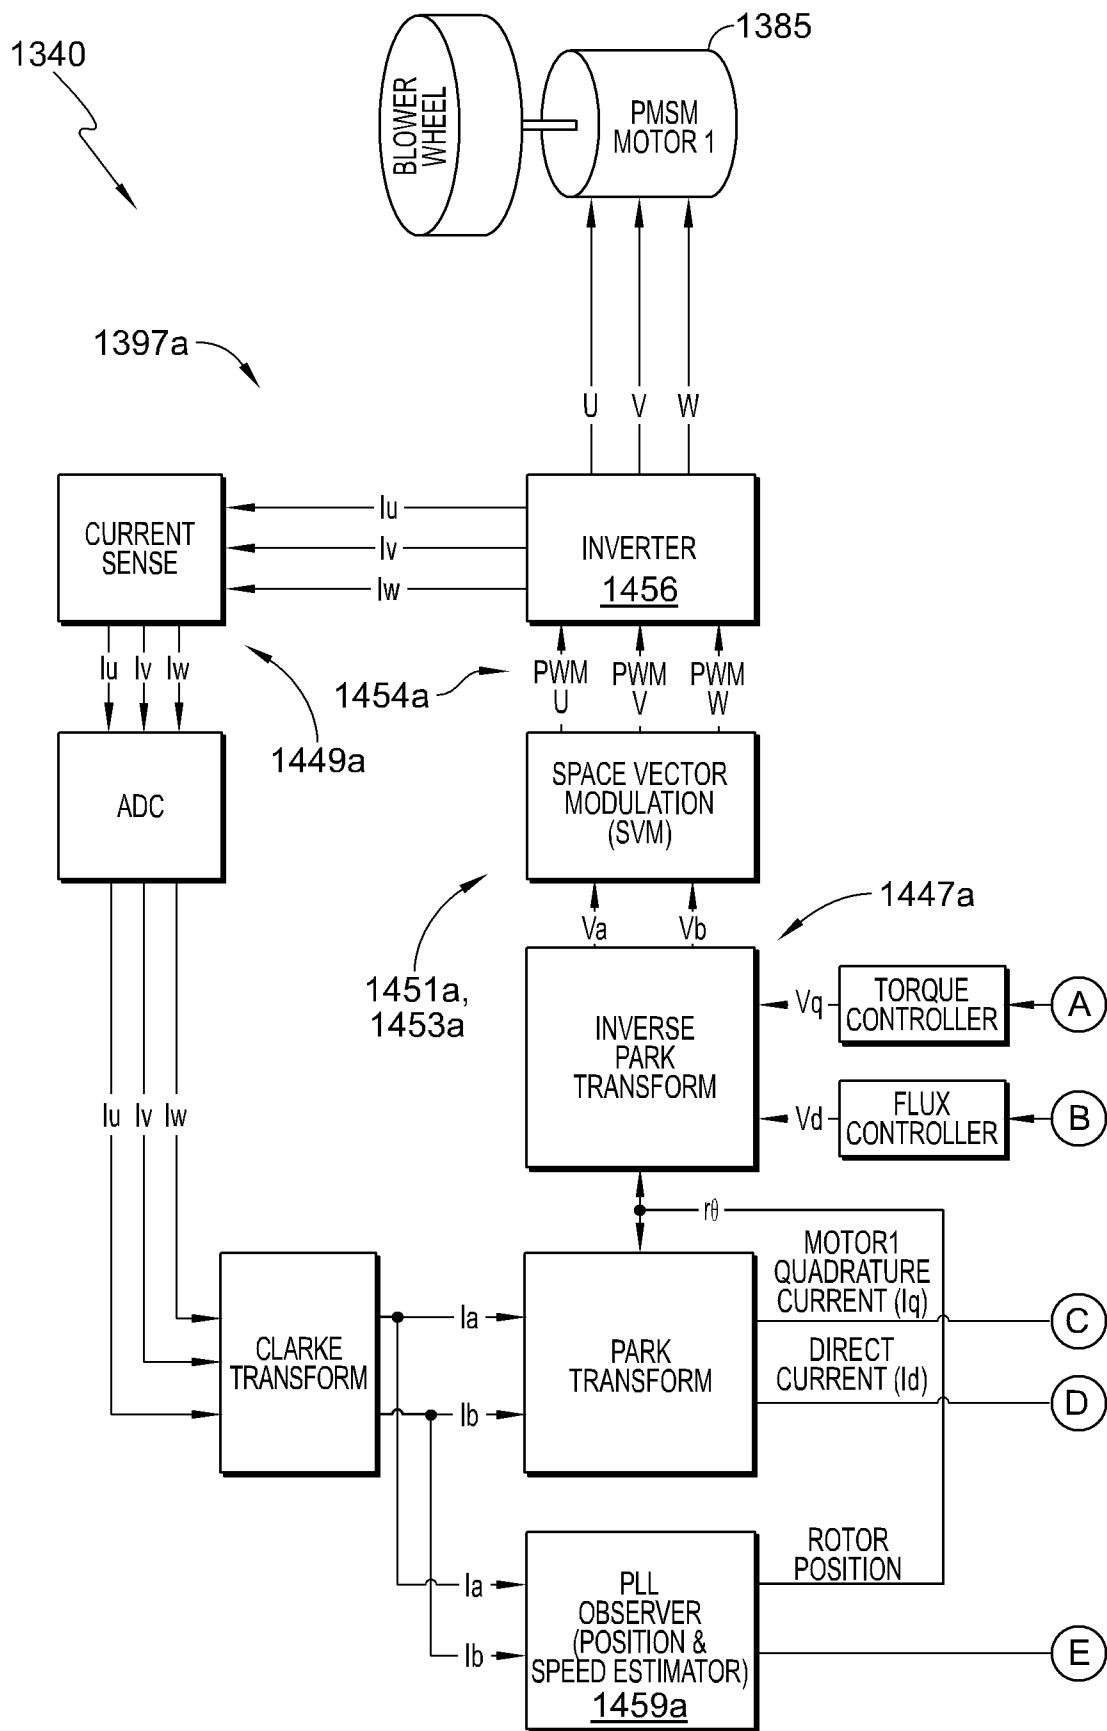 1340
1385
BLOWER
WHEEL
PMSM
MOTOR 1
1397a
U V W
CURRENT
SENSE
Iu
Iv
Iw
INVERTER
1456
Iu Iv Iw
1454a
PWM
U
PWM
V
PWM
W
1449a
ADC
SPACE VECTOR
MODULATION
(SVM)
1451a,
1453a
Va Vb
1447a
INVERSE
PARK
TRANSFORM
Vq
TORQUE
CONTROLLER
A
Vd
FLUX
CONTROLLER
B
Iu Iv Iw
rθ
CLARKE
TRANSFORM
Ia
Ib
PARK
TRANSFORM
MOTOR1
QUADRATURE
CURRENT (Iq)
C
DIRECT
CURRENT (Id)
D
Ia
Ib
PLL
OBSERVER
(POSITION &
SPEED ESTIMATOR)
1459a
ROTOR
POSITION
E